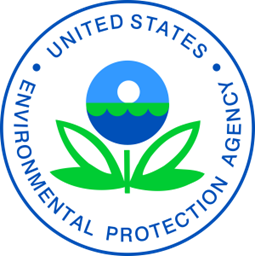 UNITED STATES
ENVIRONMENTAL PROTECTION AGENCY